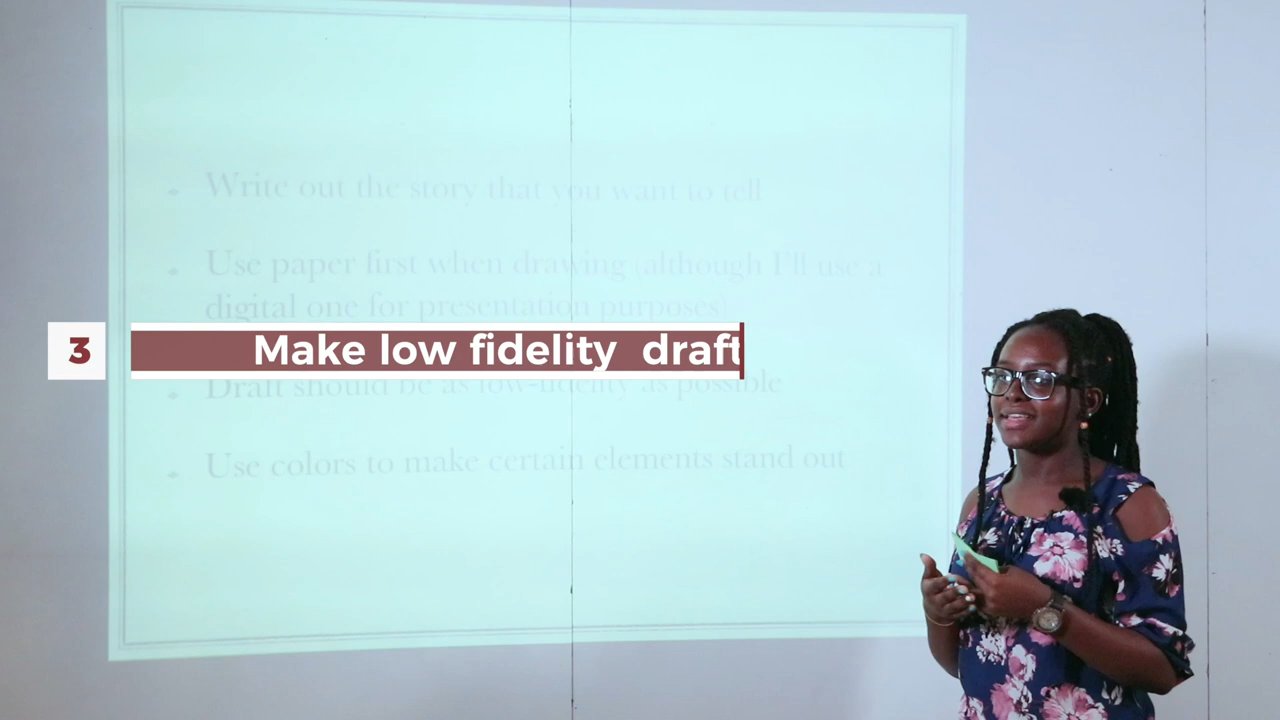 Write out the story that you want to tell
Use paper first when drawing (although I'll use a
digital one for presentation purposes)
3
Make low fidelity draft
Draft should be as low-fidelity as possible
Use colors to make certain elements stand out